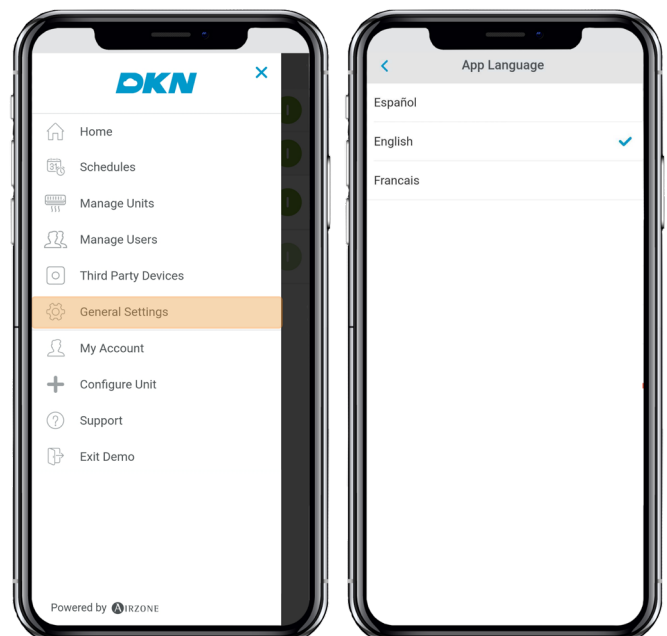 DKN
Home
Schedules
Manage Units
Manage Users
Third Party Devices
General Settings
My Account
Configure Unit
Support
Exit Demo
Powered by AIRZONE
App Language
Español
English
Francais